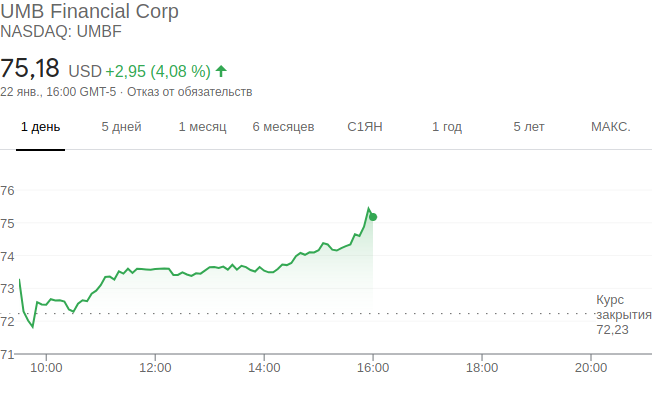 UMB Financial Corp
NASDAQ: UMBF
75,18 USD +2,95 (4,08 %) ↑
22 янв., 16:00 GMT-5 · Отказ от обязательств
1 день 5 дней 1 месяц 6 месяцев С1ЯН 1 год 5 лет МАКС.
76
75
74
73
72
71
Курс
закрытия
72,23
10:00 12:00 14:00 16:00 18:00 20:00